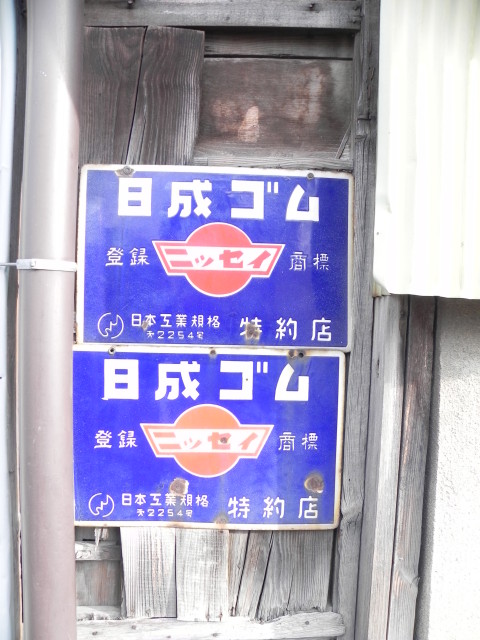 日成ゴム
登録 ニッセイ 商標
日本工業規格 特約店
日成ゴム
登録 ニッセイ 商標
日本工業規格 特約店